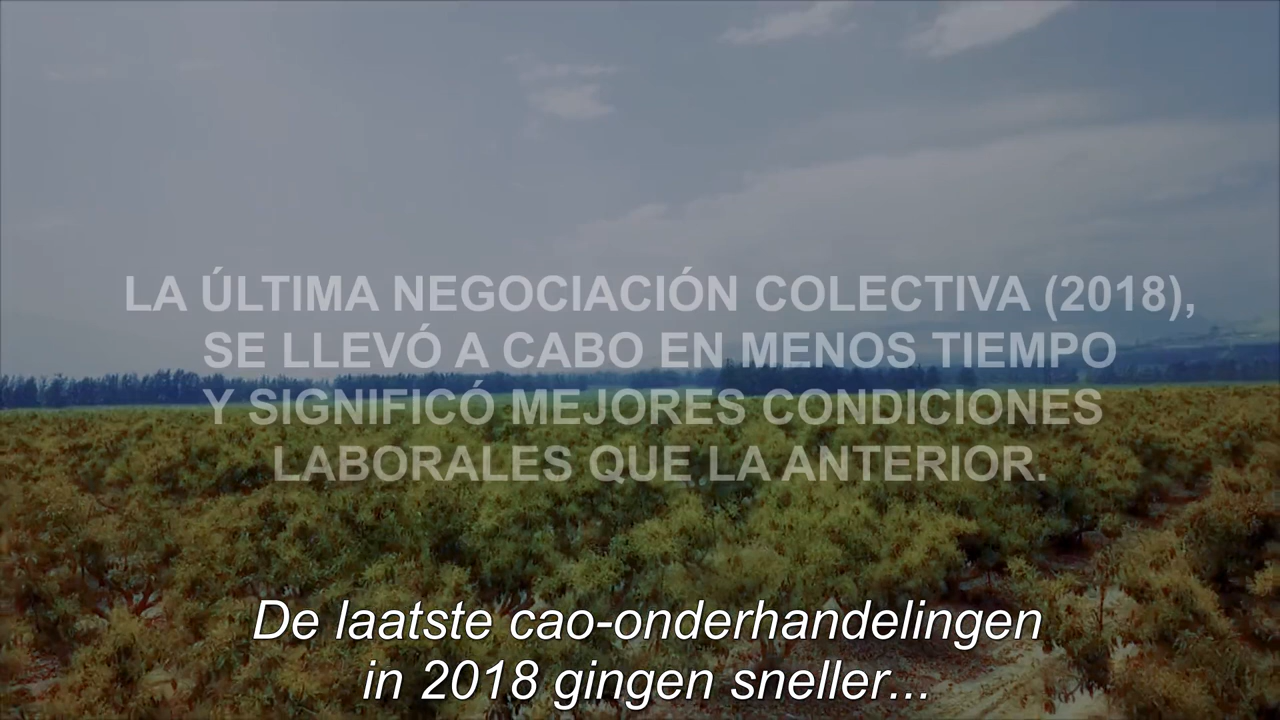 LA ÚLTIMA NEGOCIACIÓN COLECTIVA (2018),
SE LLEVÓ A CABO EN MENOS TIEMPO
Y SIGNIFICÓ MEJORES CONDICIONES
LABORALES QUE LA ANTERIOR.
De laatste cao-onderhandelingen
in 2018 gingen sneller...